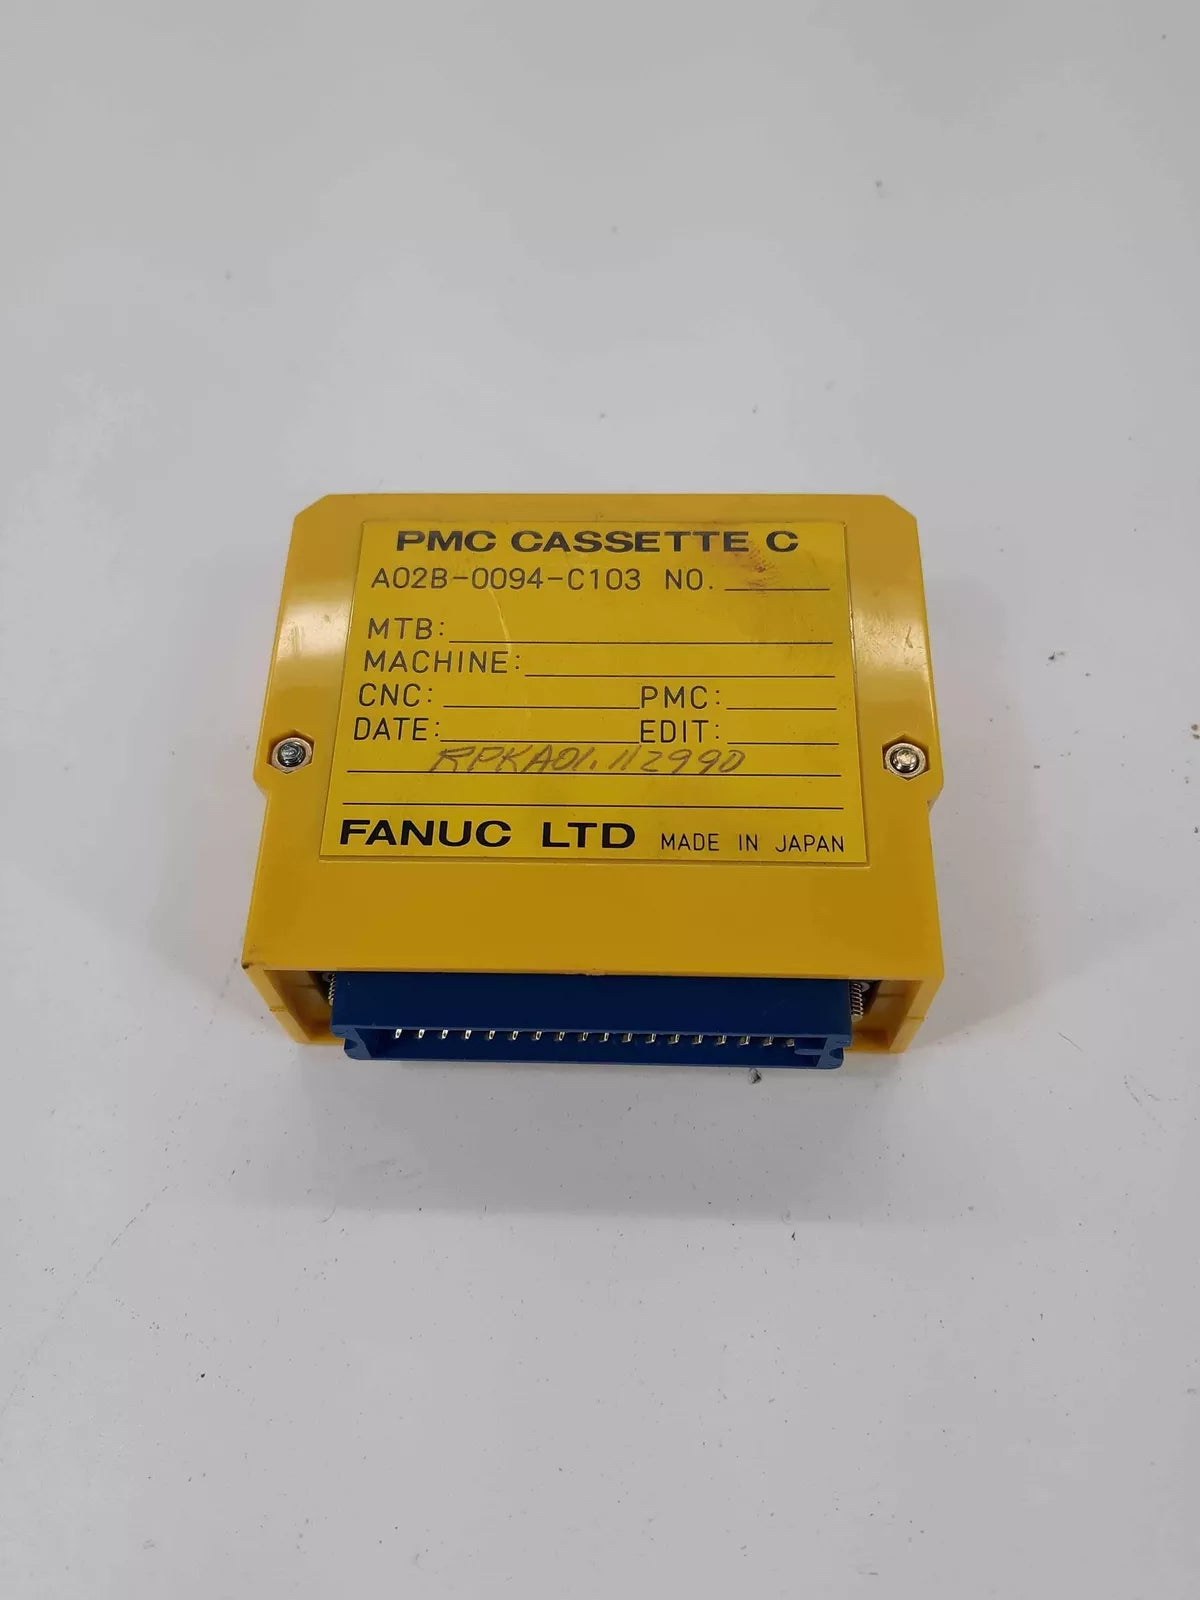 PMC CASSETTE C
A02B-0094-C103 NO.
MTB:
MACHINE:
CNC: PMC:
DATE: EDIT:
RPKA01.112990
FANUC LTD MADE IN JAPAN